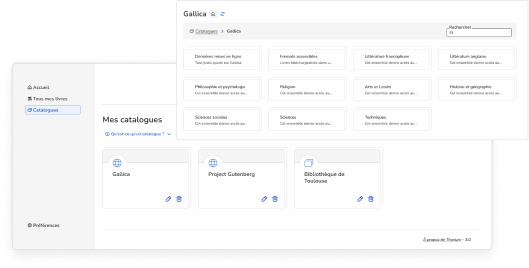 Gallica
Catalogues > Gallica
Rechercher
Données mises en ligne
Tout juste ajouté sur Gallica
Formats accessibles
Livres téléchargeables dans u...
Littérature francophone
Cet ensemble donne accès au...
Littérature anglaise
Cet ensemble donne accès au...
Philosophie et psychologie
Cet ensemble donne accès au...
Religion
Cet ensemble donne accès au...
Arts et Loisirs
Cet ensemble donne accès au...
Histoire et géographie
Cet ensemble donne accès au...
Sciences sociales
Cet ensemble donne accès au...
Sciences
Cet ensemble donne accès au...
Techniques
Cet ensemble donne accès au...
Accueil
Tous mes livres
Catalogues
Mes catalogues
Qu'est-ce qu'un catalogue ?
Gallica
Project Gutenberg
Bibliothèque de
Toulouse
Préférences
À propos de Thorium - 3.0